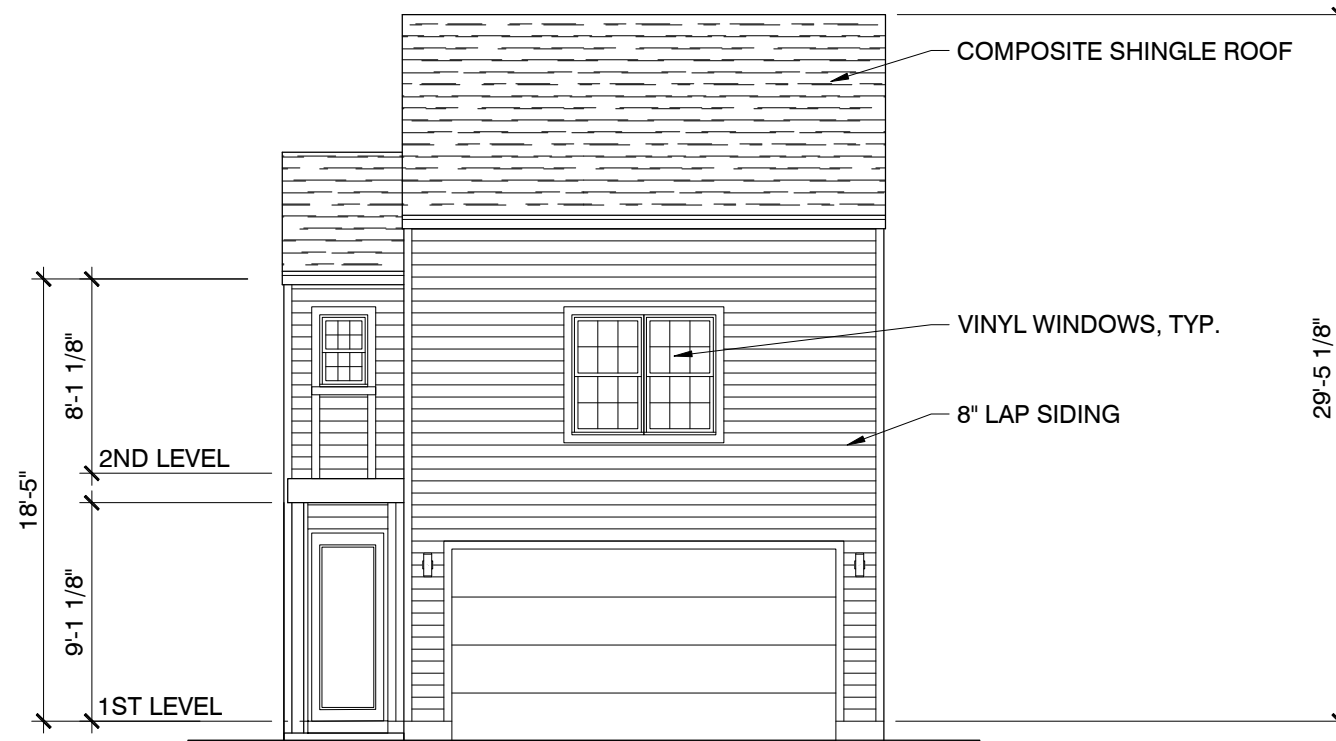 COMPOSITE SHINGLE ROOF
VINYL WINDOWS, TYP.
8" LAP SIDING
29'-5 1/8"
8'-1 1/8"
2ND LEVEL
18'-5"
9'-1 1/8"
1ST LEVEL